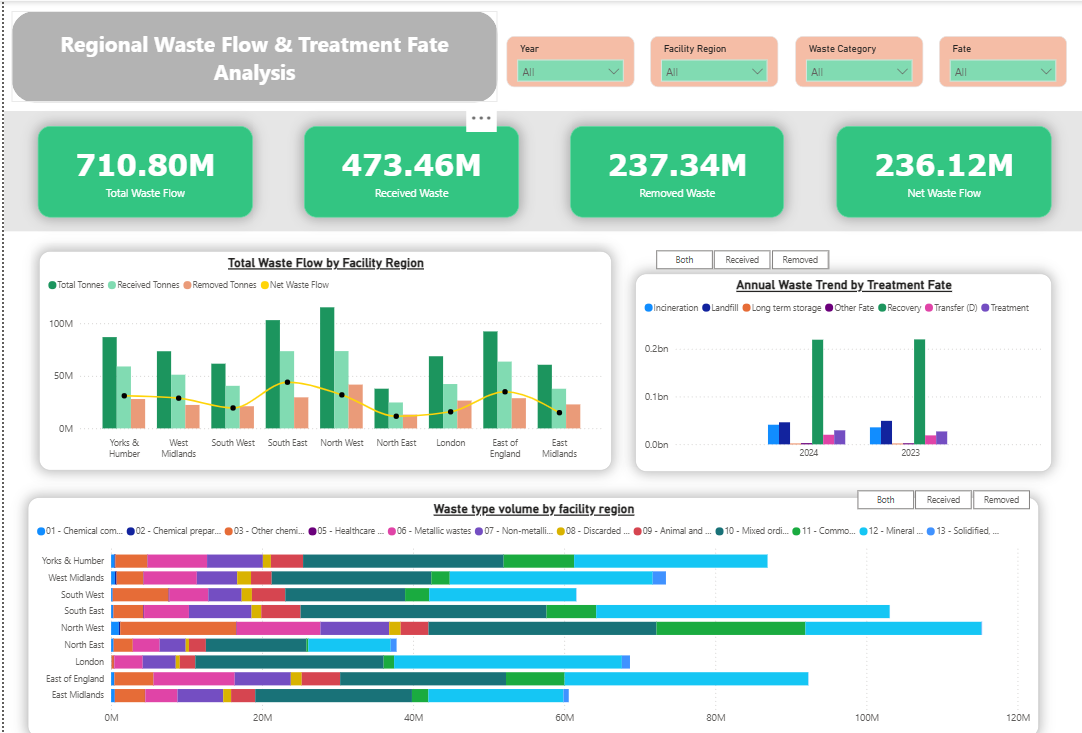 Regional Waste Flow & Treatment Fate
Analysis
Year
All
Facility Region
All
Waste Category
All
Fate
All
710.80M
Total Waste Flow
473.46M
Received Waste
237.34M
Removed Waste
236.12M
Net Waste Flow
Total Waste Flow by Facility Region
Total Tonnes Received Tonnes Removed Tonnes Net Waste Flow
100M
50M
0M
Yorks &
Humber
West
Midlands
South West
South East
North West
North East
London
East of
England
East
Midlands
Both Received Removed
Annual Waste Trend by Treatment Fate
Incineration Landfill Long term storage Other Fate Recovery Transfer (D) Treatment
0.2bn
0.1bn
0.0bn
2024 2023
Both Received Removed
Waste type volume by facility region
01 - Chemical com... 02 - Chemical prepar... 03 - Other chemi... 05 - Healthcare ... 06 - Metallic wastes 07 - Non-metalli... 08 - Discarded ... 09 - Animal and ... 10 - Mixed ordi... 11 - Commo... 12 - Mineral ... 13 - Solidified, ...
Yorks & Humber
West Midlands
South West
South East
North West
North East
London
East of England
East Midlands
0M 20M 40M 60M 80M 100M 120M